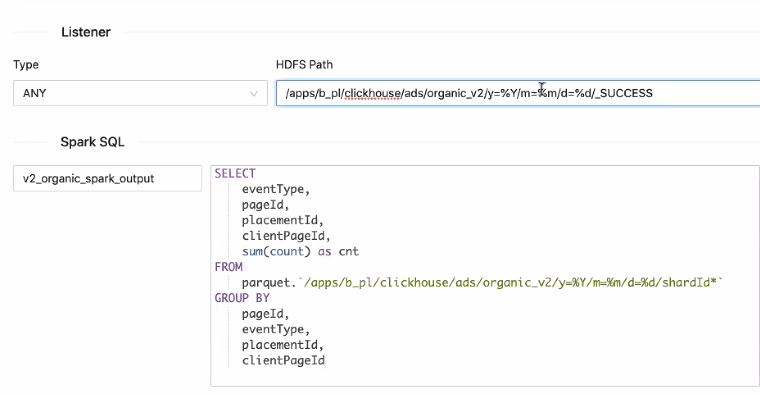 Listener
Type
HDFS Path
ANY
/apps/b_pl/clickhouse/ads/organic_v2/y=%Y/m=%m/d=%d/_SUCCESS
Spark SQL
v2_organic_spark_output
SELECT
eventType,
pageId,
placementId,
clientPageId,
sum(count) as cnt
FROM
parquet.`/apps/b_pl/clickhouse/ads/organic_v2/y=%Y/m=%m/d=%d/shardId*`
GROUP BY
pageId,
eventType,
placementId,
clientPageId